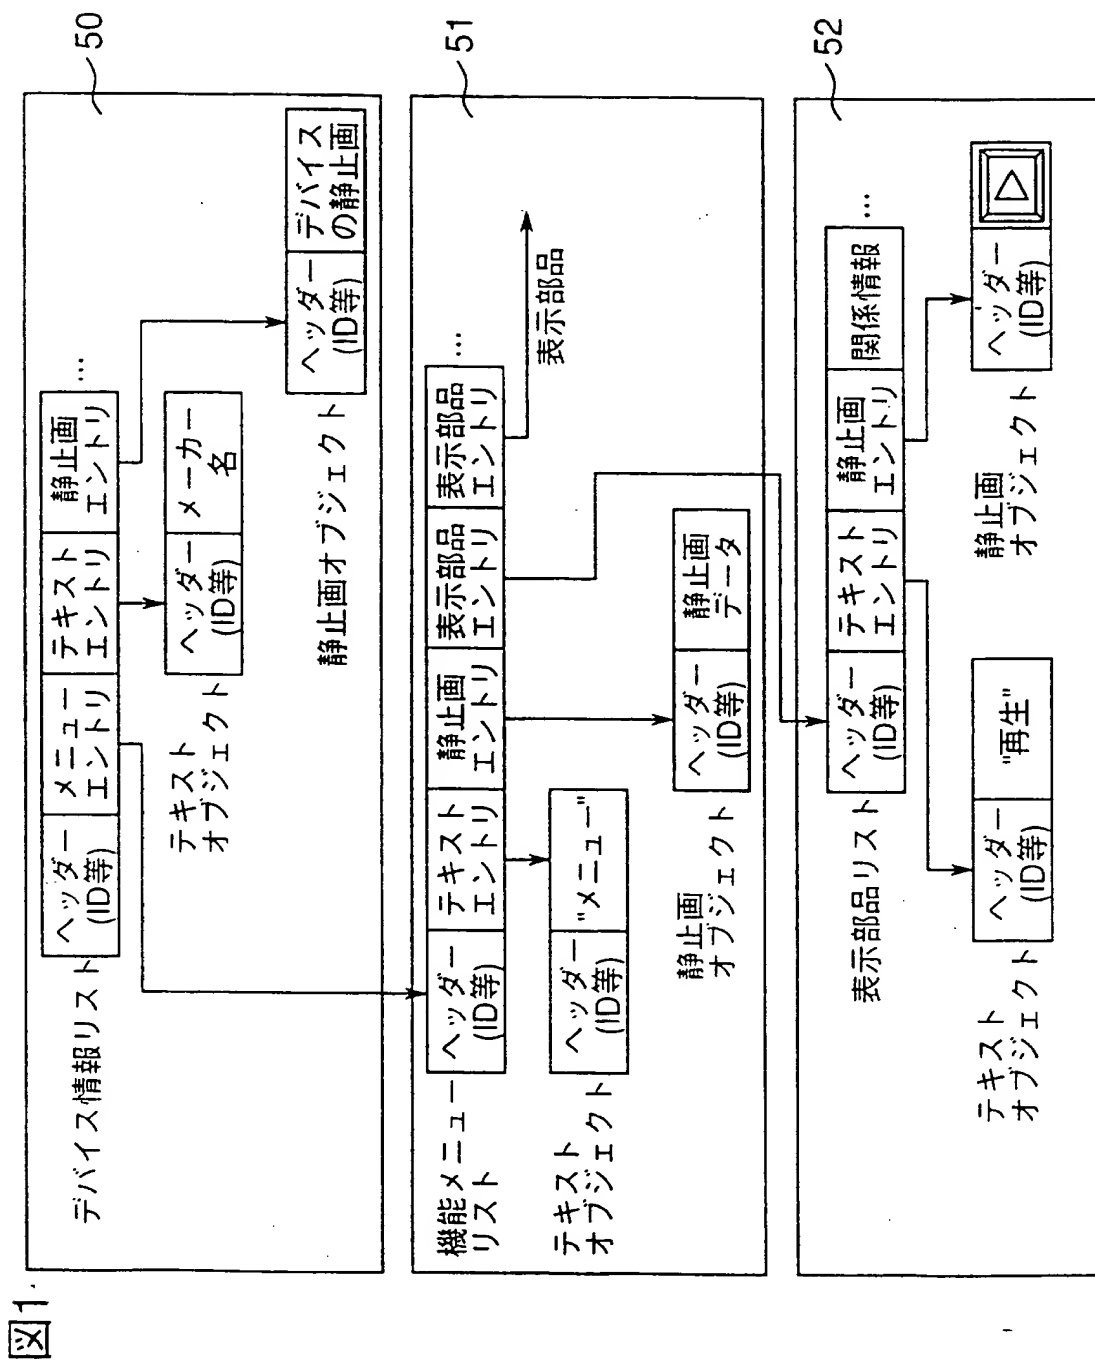 図1
50
デバイス情報リスト
ヘッダー
(ID等)
メニュー
エントリ
テキスト
エントリ
静止画
エントリ
…
テキスト
オブジェクト
ヘッダー
(ID等)
メーカー
名
静止画オブジェクト
ヘッダー
(ID等)
デバイス
の静止画
51
機能メニュー
リスト
ヘッダー
(ID等)
テキスト
エントリ
静止画
エントリ
表示部品
エントリ
表示部品
エントリ
…
表示部品
テキスト
オブジェクト
ヘッダー
(ID等)
"メニュー"
静止画
オブジェクト
ヘッダー
(ID等)
静止画
データ
52
表示部品リスト
ヘッダー
(ID等)
テキスト
エントリ
静止画
エントリ
関係情報
…
テキスト
オブジェクト
ヘッダー
(ID等)
"再生"
静止画
オブジェクト
ヘッダー
(ID等)